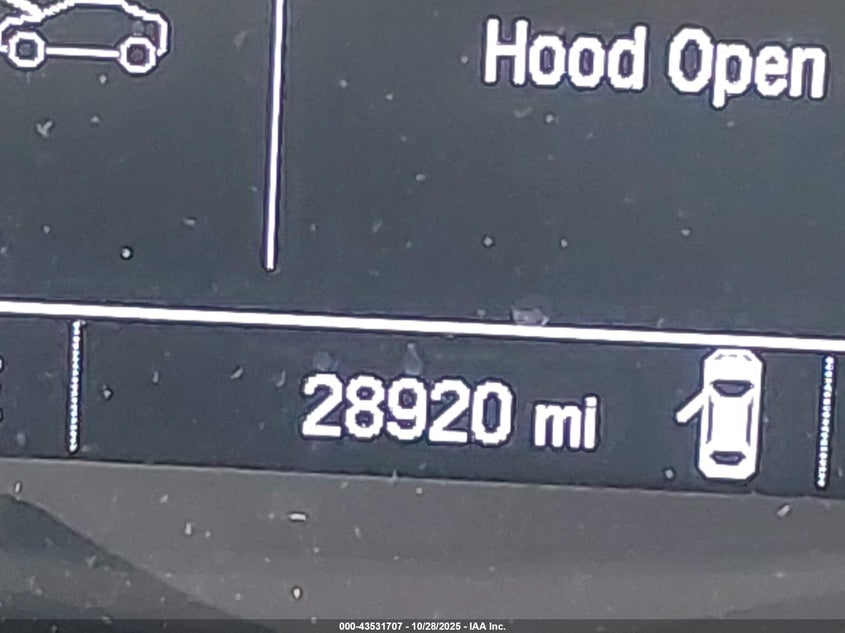 Hood Open
28920 mi
000-43531707 - 10/28/2025 - IAA Inc.